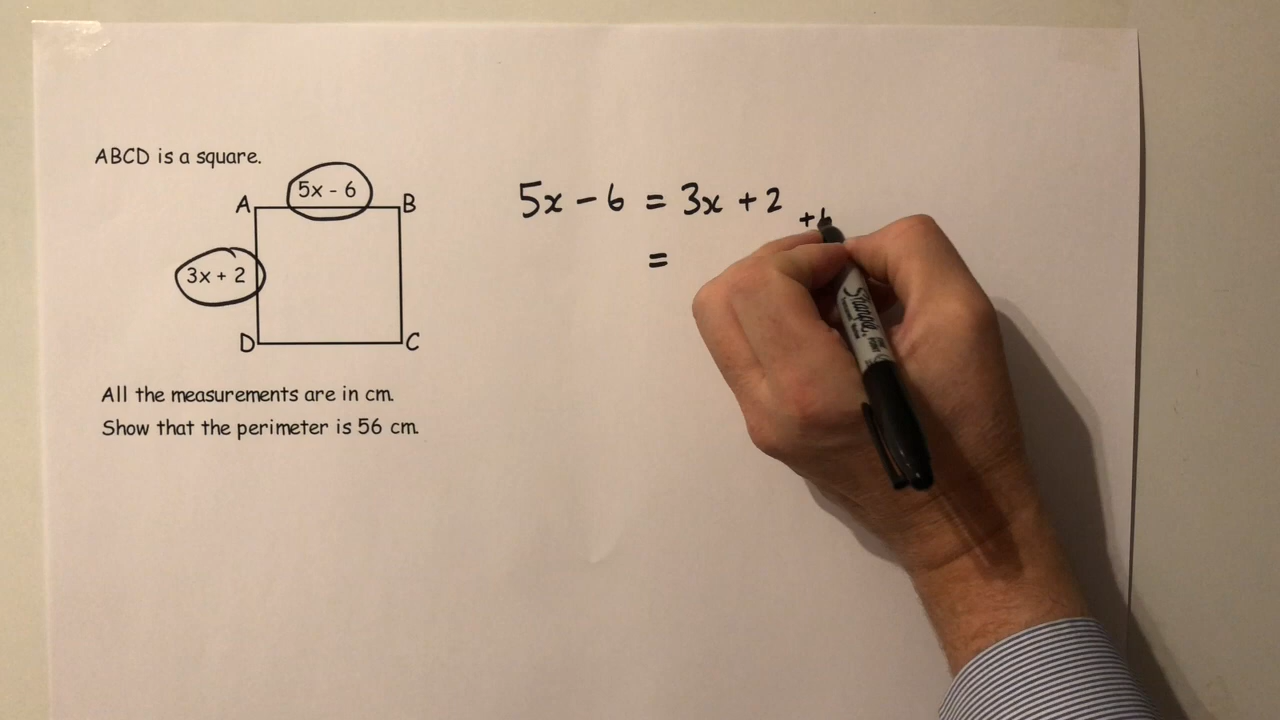 ABCD is a square.
5x - 6
A
B
3x + 2
D
C
All the measurements are in cm.
Show that the perimeter is 56 cm.
5x - 6 = 3x + 2
+6
=
Sharpie